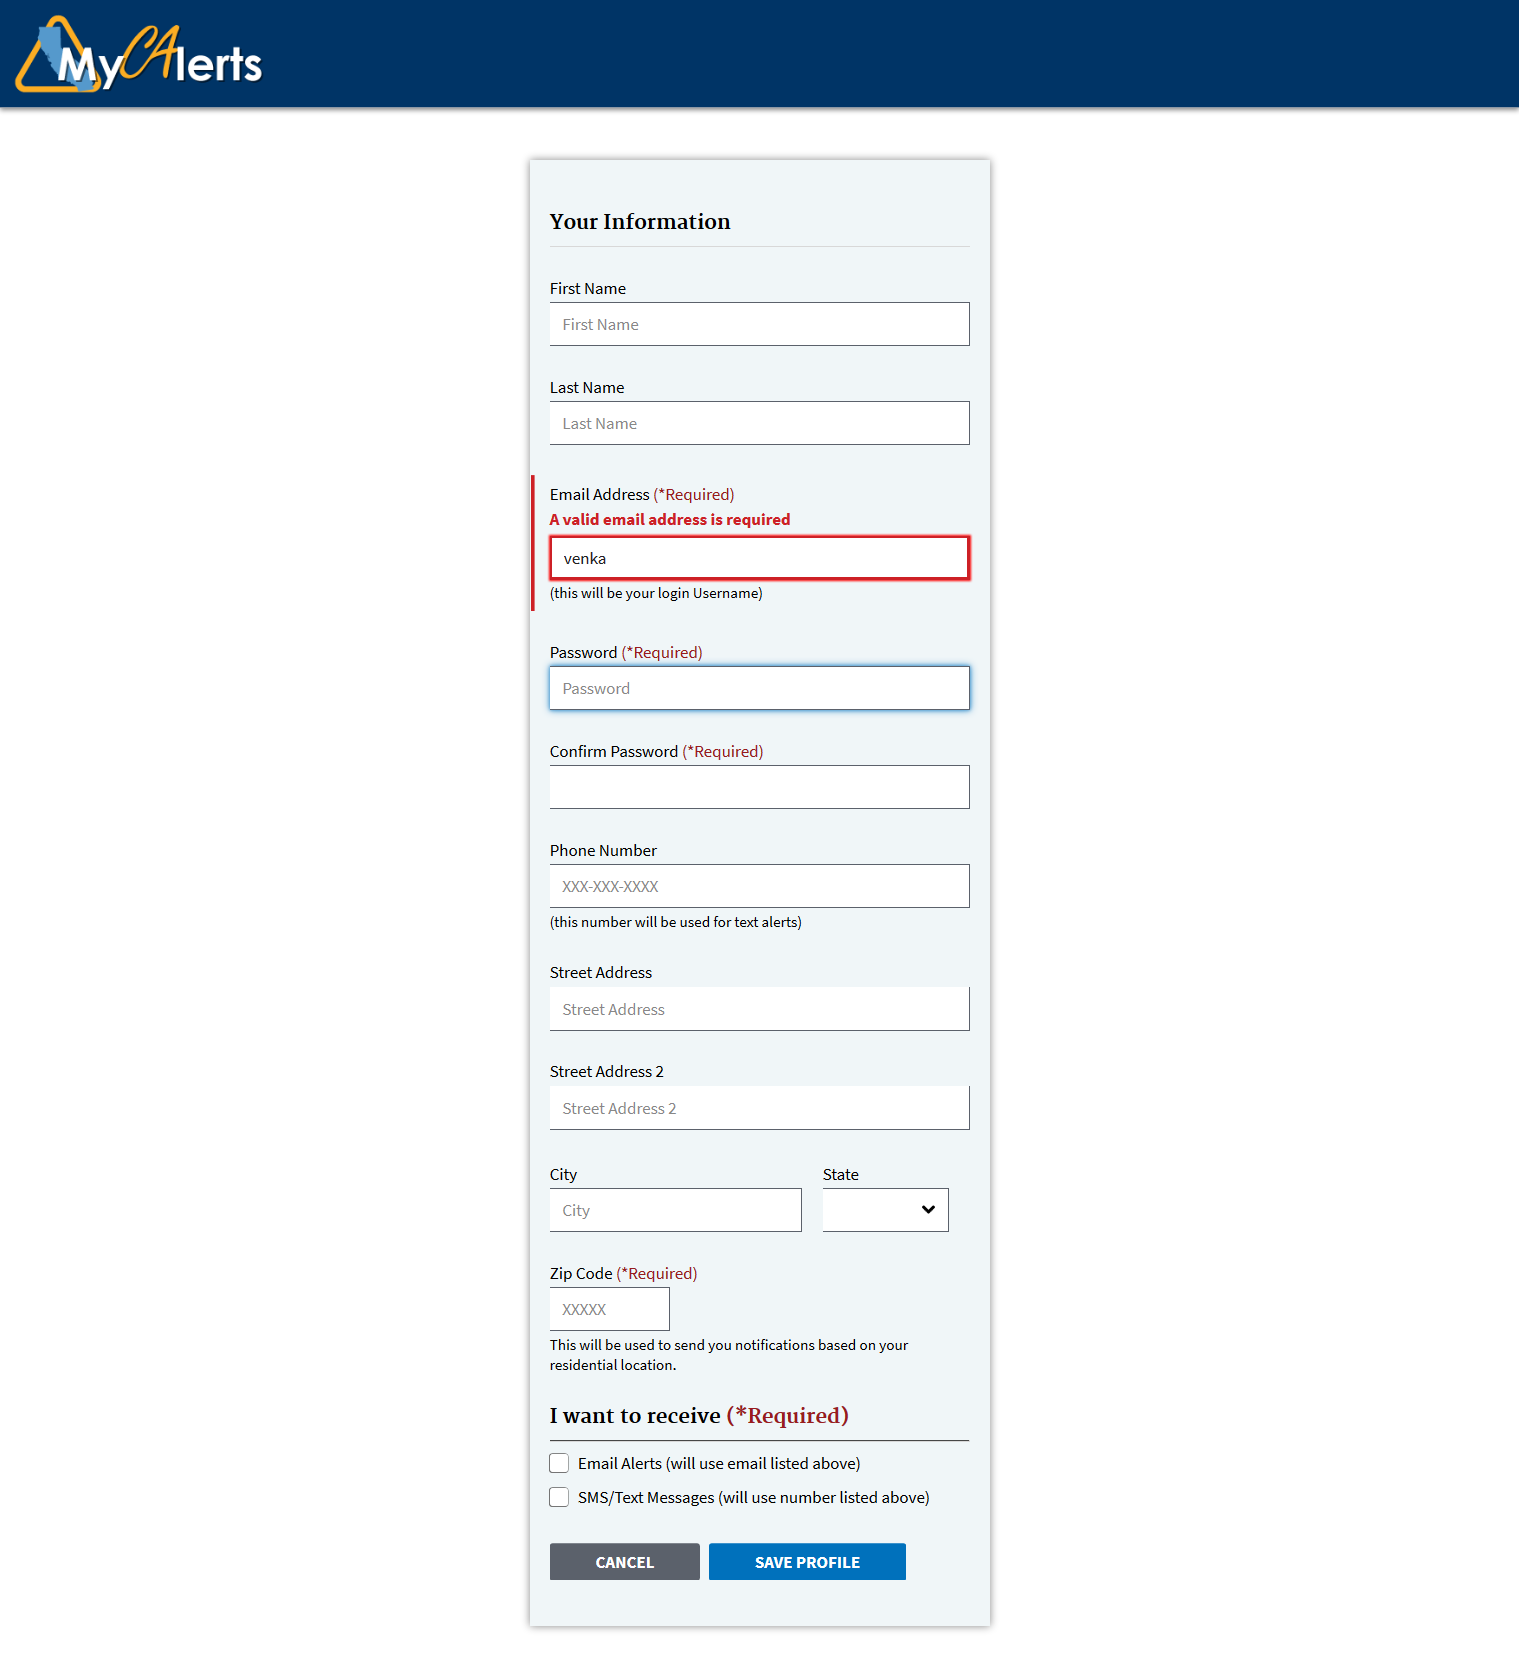 MyCAlerts
Your Information
First Name
First Name
Last Name
Last Name
Email Address (*Required)
A valid email address is required
venka
(this will be your login Username)
Password (*Required)
Password
Confirm Password (*Required)
Phone Number
XXX-XXX-XXXX
(this number will be used for text alerts)
Street Address
Street Address
Street Address 2
Street Address 2
City
City
State
Zip Code (*Required)
XXXXX
This will be used to send you notifications based on your
residential location.
I want to receive (*Required)
Email Alerts (will use email listed above)
SMS/Text Messages (will use number listed above)
CANCEL
SAVE PROFILE